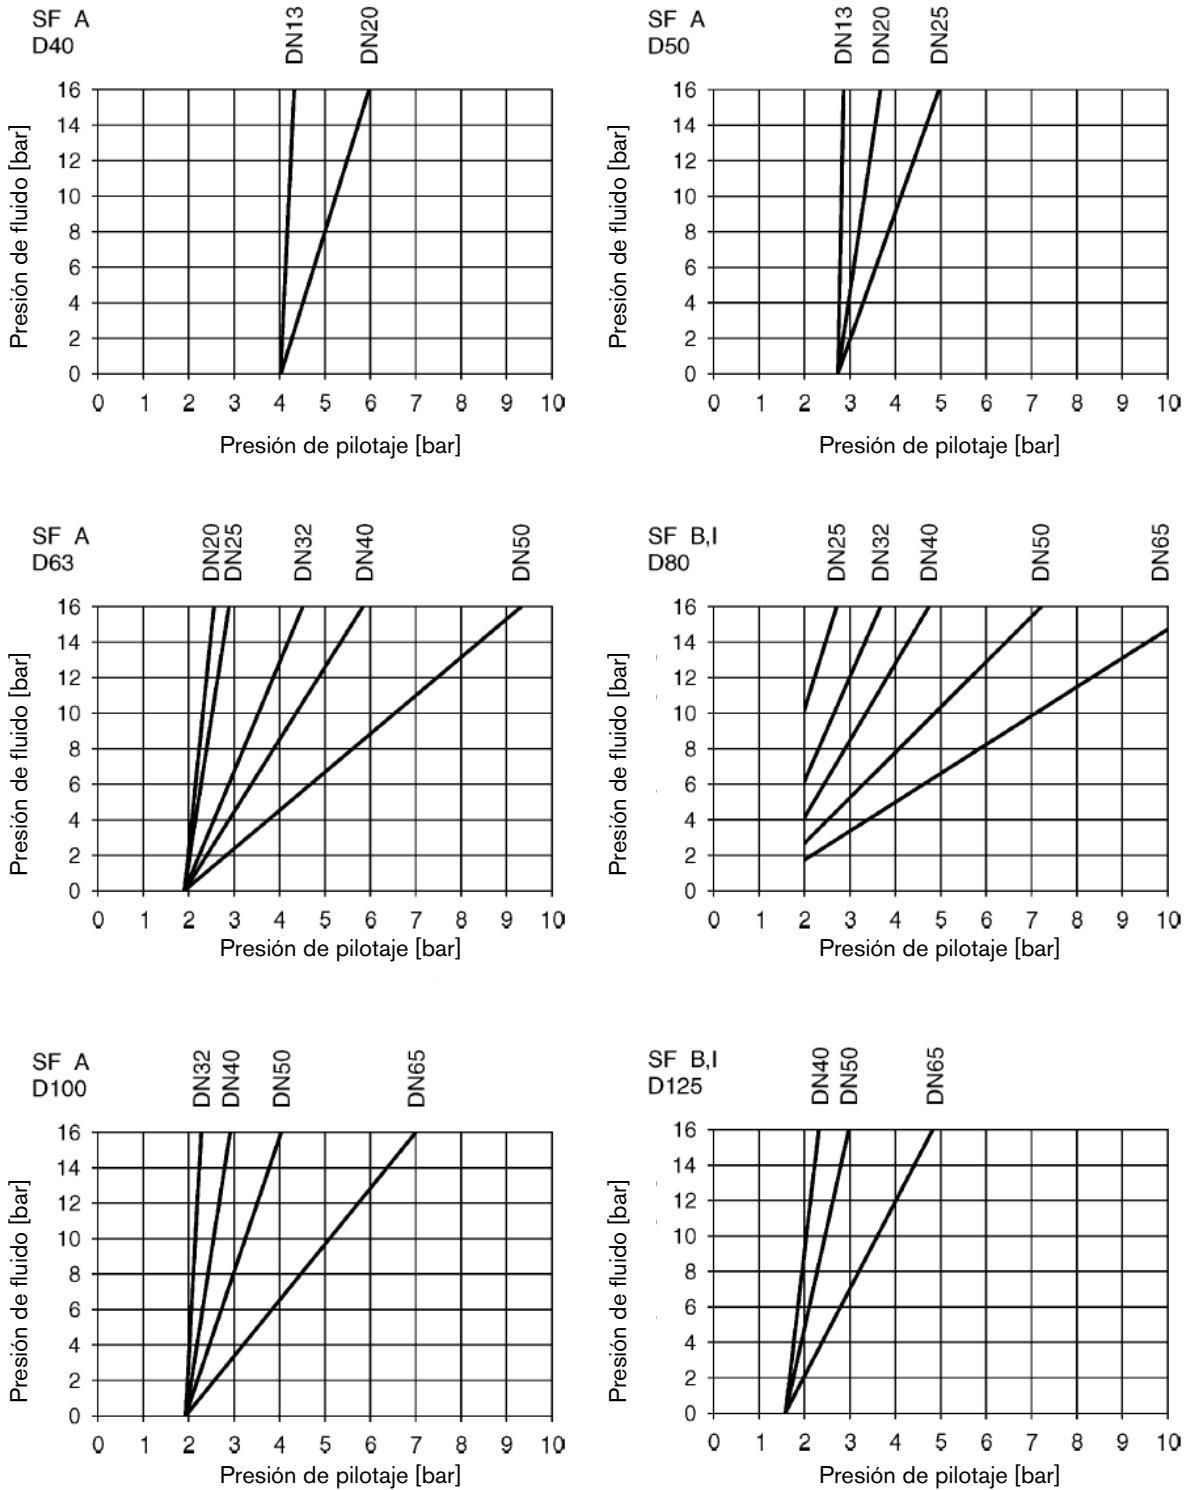 SF A
D40
DN13
DN20
16
14
12
10
8
6
4
2
0
0 1 2 3 4 5 6 7 8 9 10
Presión de fluido [bar]
Presión de pilotaje [bar]
SF A
D50
DN13
DN20
DN25
16
14
12
10
8
6
4
2
0
0 1 2 3 4 5 6 7 8 9 10
Presión de fluido [bar]
Presión de pilotaje [bar]
SF A
D63
DN20
DN25
DN32
DN40
DN50
16
14
12
10
8
6
4
2
0
0 1 2 3 4 5 6 7 8 9 10
Presión de fluido [bar]
Presión de pilotaje [bar]
SF B,I
D80
DN25
DN32
DN40
DN50
DN65
16
14
12
10
8
6
4
2
0
0 1 2 3 4 5 6 7 8 9 10
Presión de fluido [bar]
Presión de pilotaje [bar]
SF A
D100
DN32
DN40
DN50
DN65
16
14
12
10
8
6
4
2
0
0 1 2 3 4 5 6 7 8 9 10
Presión de fluido [bar]
Presión de pilotaje [bar]
SF B,I
D125
DN40
DN50
DN65
16
14
12
10
8
6
4
2
0
0 1 2 3 4 5 6 7 8 9 10
Presión de fluido [bar]
Presión de pilotaje [bar]